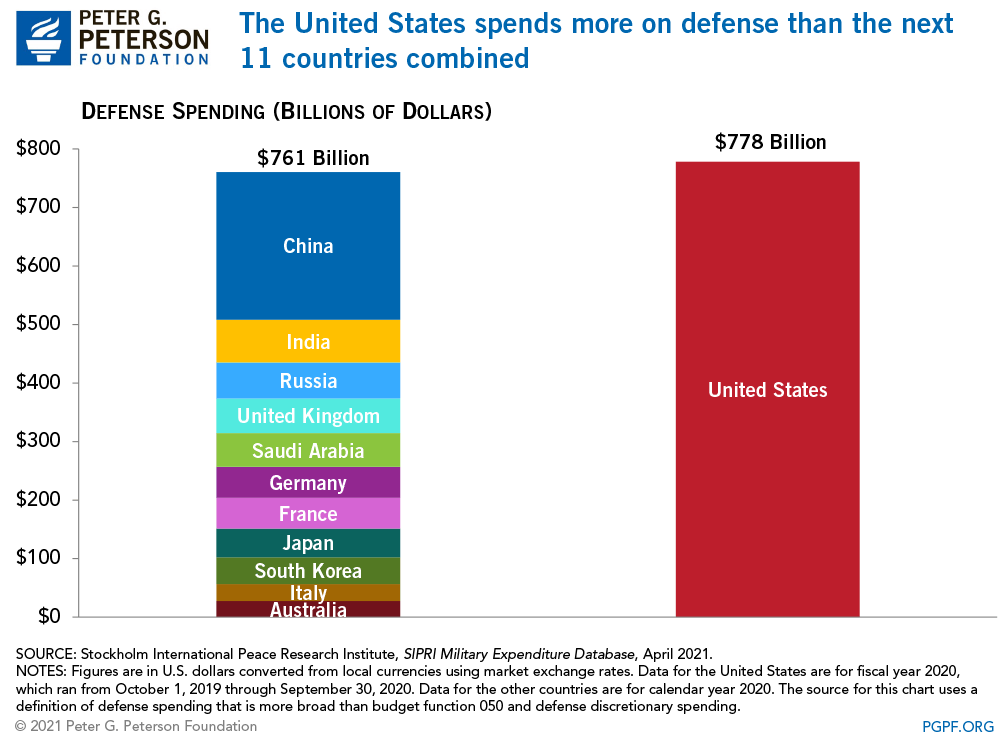 PETER G.
PETERSON
FOUNDATION
The United States spends more on defense than the next
11 countries combined
DEFENSE SPENDING (BILLIONS OF DOLLARS)
$800
$700
$600
$500
$400
$300
$200
$100
$0
$761 Billion
China
India
Russia
United Kingdom
Saudi Arabia
Germany
France
Japan
South Korea
Italy
Australia
$778 Billion
United States
SOURCE: Stockholm International Peace Research Institute, SIPRI Military Expenditure Database, April 2021.
NOTES: Figures are in U.S. dollars converted from local currencies using market exchange rates. Data for the United States are for fiscal year 2020,
which ran from October 1, 2019 through September 30, 2020. Data for the other countries are for calendar year 2020. The source for this chart uses a
definition of defense spending that is more broad than budget function 050 and defense discretionary spending.
© 2021 Peter G. Peterson Foundation
PGPF.ORG